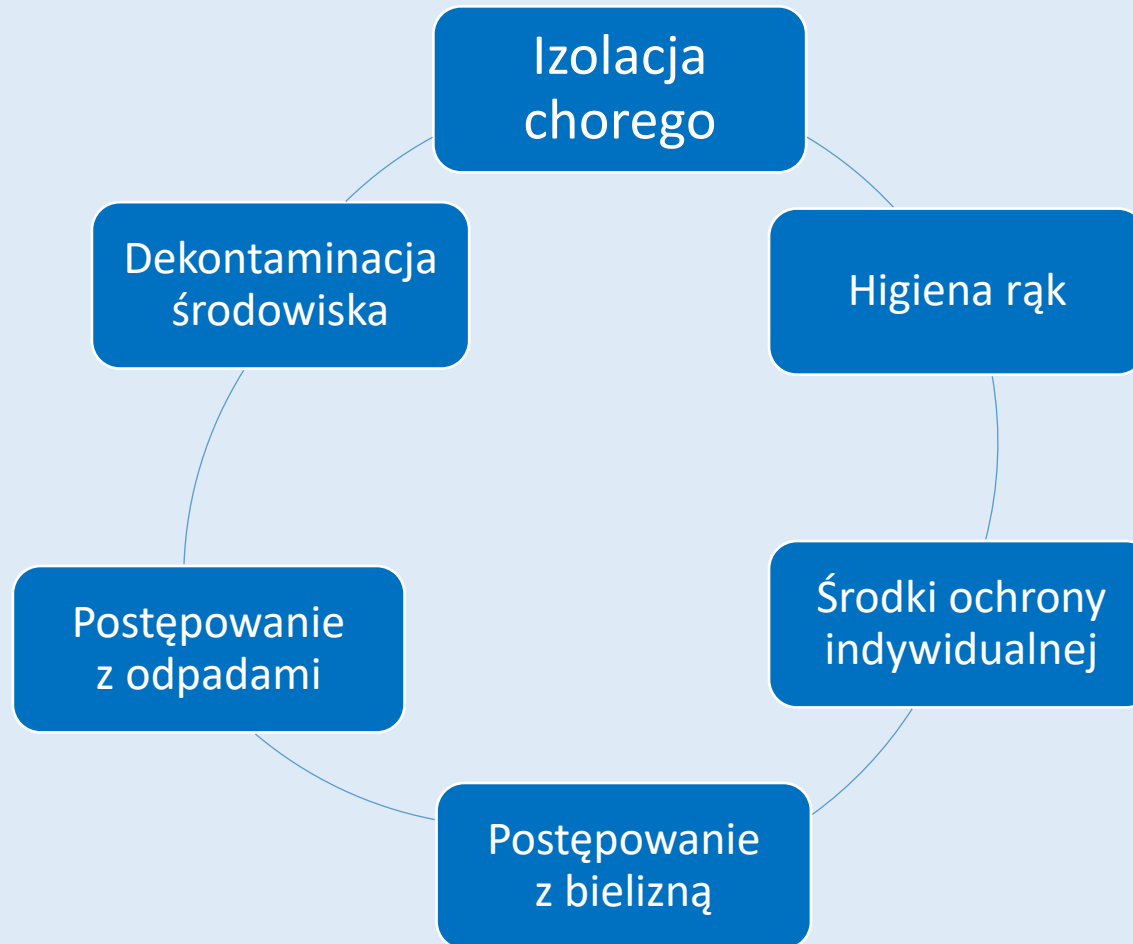 Izolacja
chorego
Higiena rąk
Środki ochrony
indywidualnej
Postępowanie
z bielizną
Postępowanie
z odpadami
Dekontaminacja
środowiska